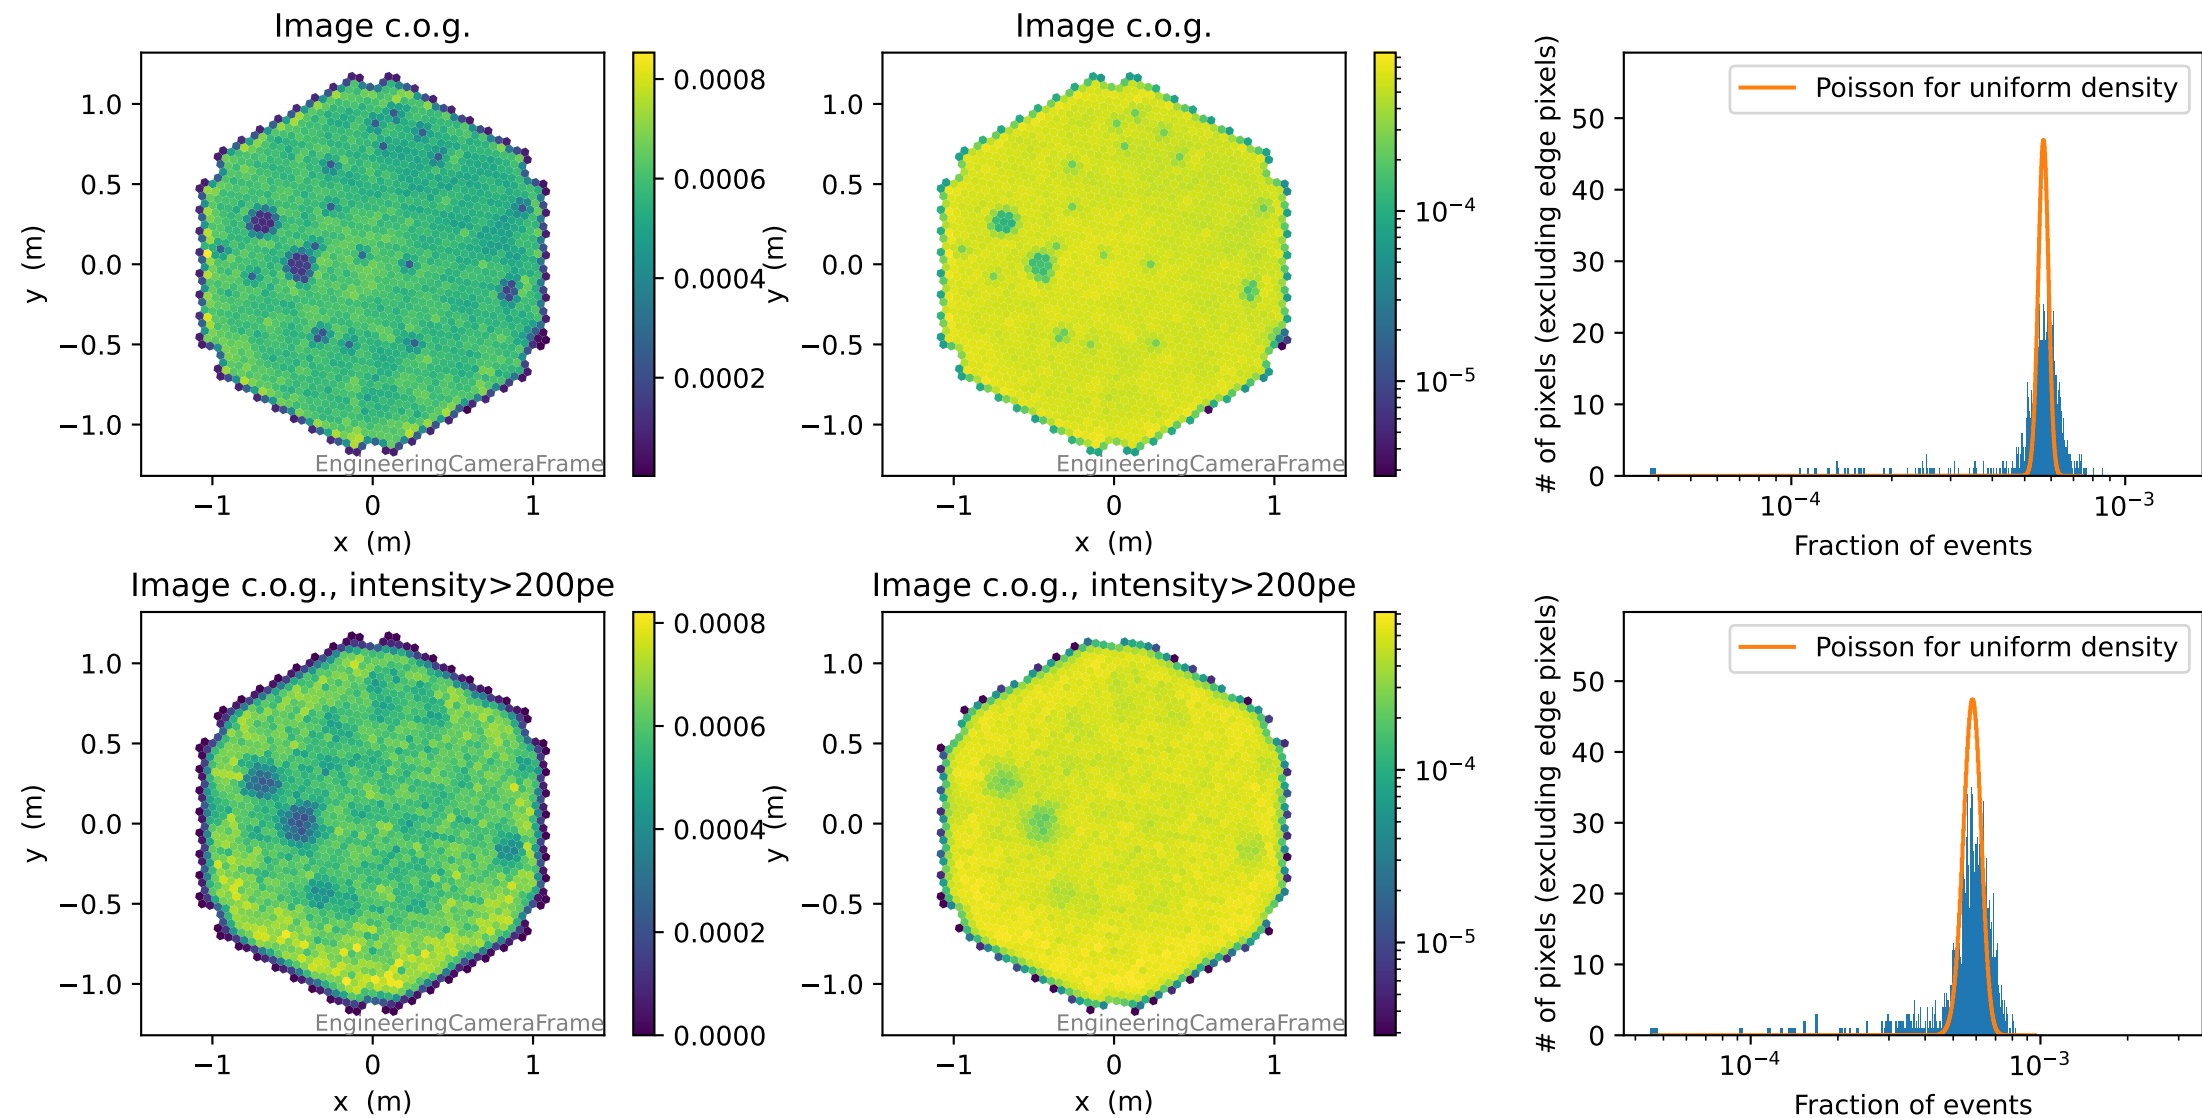 Image c.o.g.
1.0
0.5
0.0
−0.5
−1.0
y (m)
−1
0
1
x (m)
EngineeringCameraFrame
0.0008
0.0006
0.0004
0.0002
Image c.o.g.
1.0
0.5
0.0
−0.5
−1.0
y (m)
−1
0
1
x (m)
EngineeringCameraFrame
10⁻⁴
10⁻⁵
Poisson for uniform density
# of pixels (excluding edge pixels)
50
40
30
20
10
0
10⁻⁴
10⁻³
Fraction of events
Image c.o.g., intensity>200pe
1.0
0.5
0.0
−0.5
−1.0
y (m)
−1
0
1
x (m)
EngineeringCameraFrame
0.0008
0.0006
0.0004
0.0002
0.0000
Image c.o.g., intensity>200pe
1.0
0.5
0.0
−0.5
−1.0
y (m)
−1
0
1
x (m)
EngineeringCameraFrame
10⁻⁴
10⁻⁵
Poisson for uniform density
# of pixels (excluding edge pixels)
50
40
30
20
10
0
10⁻⁴
10⁻³
Fraction of events